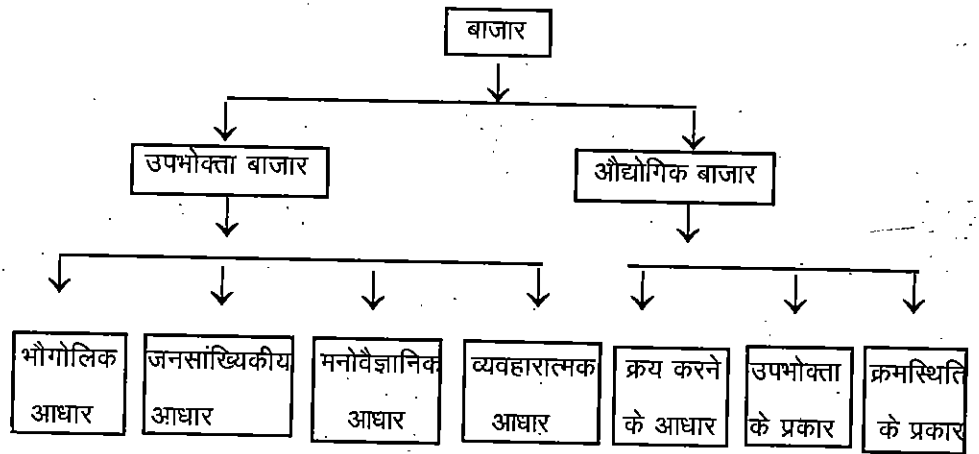 बाजार
उपभोक्ता बाजार
औद्योगिक बाजार
भौगोलिक
आधार
जनसांख्यिकीय
आधार
मनोवैज्ञानिक
आधार
व्यवहारात्मक
आधार
क्रय करने
के आधार
उपभोक्ता
के प्रकार
क्रमस्थिति
के प्रकार